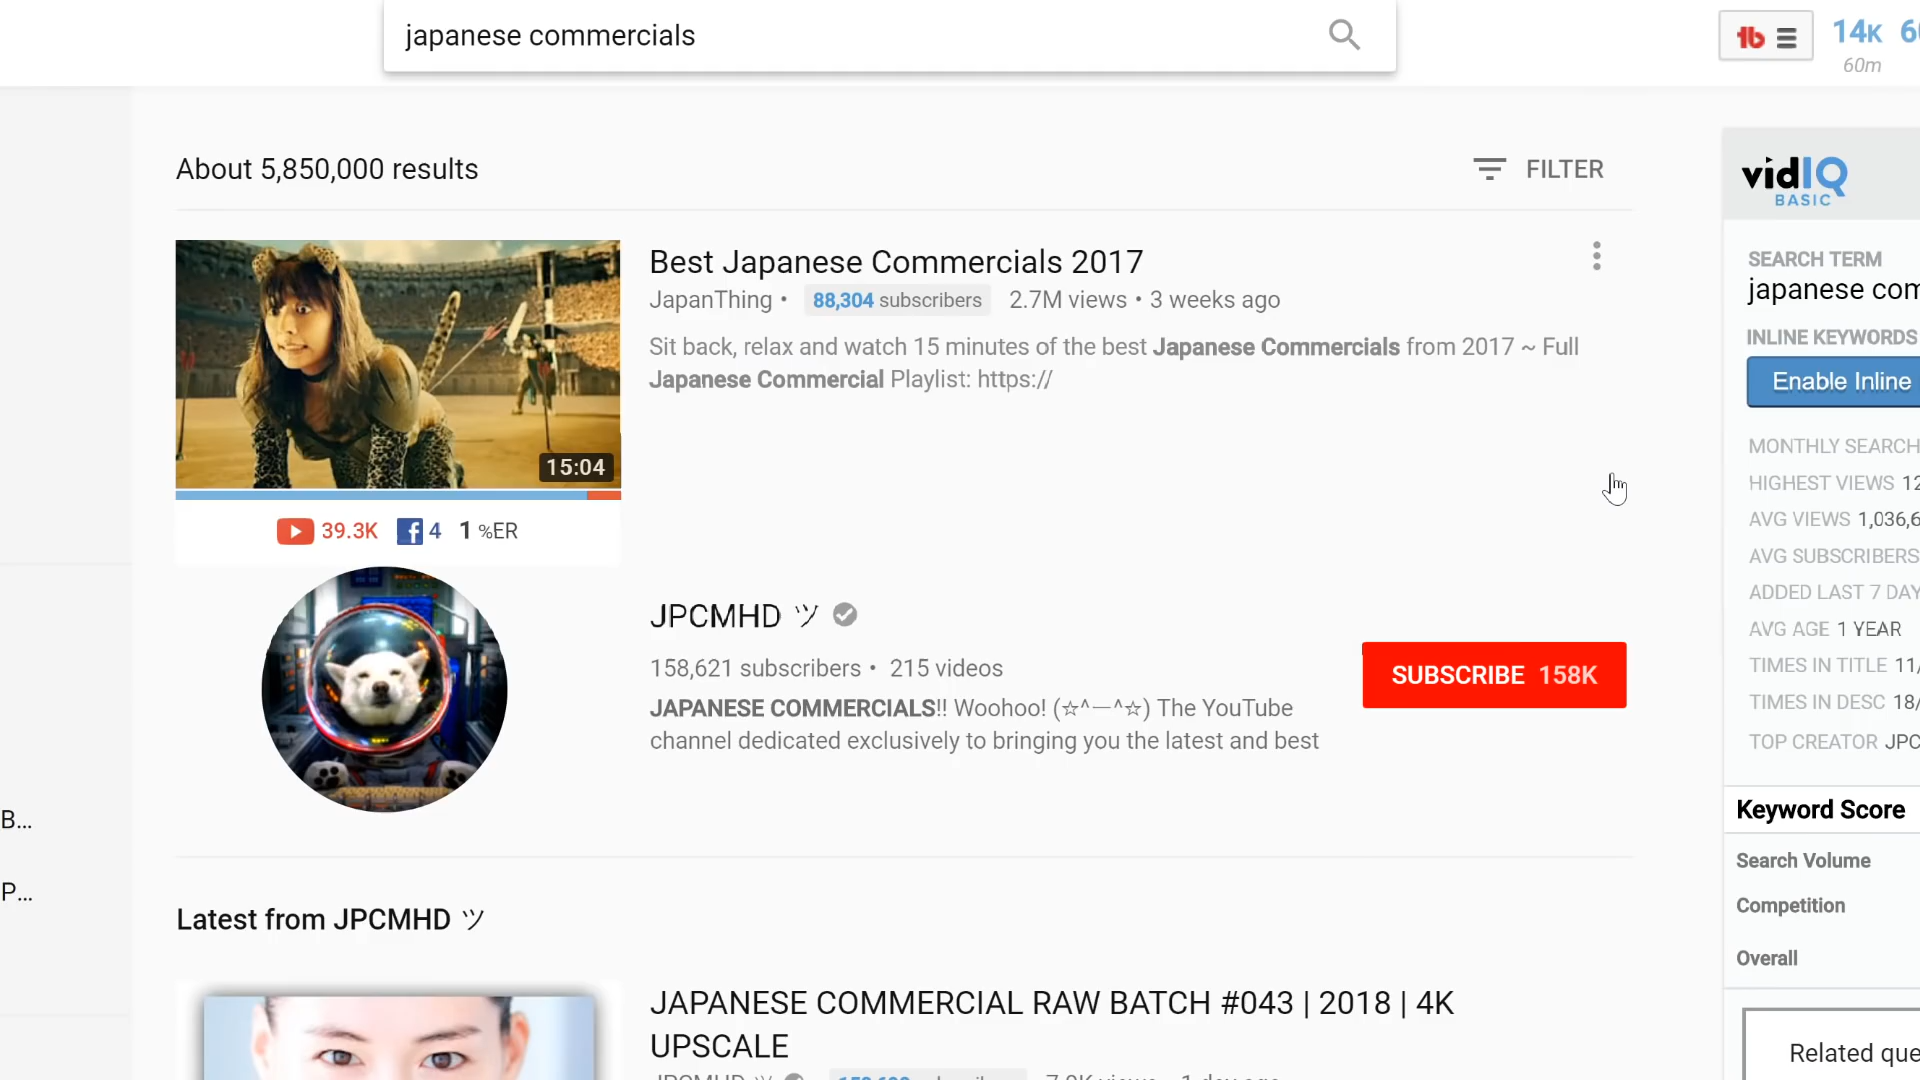 japanese commercials
14K 60
60m
About 5,850,000 results
FILTER
vidIQ
BASIC
SEARCH TERM
japanese com
INLINE KEYWORDS
Enable Inline
Best Japanese Commercials 2017
JapanThing • 88,304 subscribers 2.7M views • 3 weeks ago
Sit back, relax and watch 15 minutes of the best Japanese Commercials from 2017 ~ Full
Japanese Commercial Playlist: https://
15:04
39.3K 4 1 %ER
MONTHLY SEARCH
HIGHEST VIEWS 12
AVG VIEWS 1,036,6
AVG SUBSCRIBERS
ADDED LAST 7 DAY
AVG AGE 1 YEAR
TIMES IN TITLE 11/
TIMES IN DESC 18/
TOP CREATOR JPC
JPCMHD ツ
158,621 subscribers • 215 videos
JAPANESE COMMERCIALS!! Woohoo! (☆^ー^☆) The YouTube
channel dedicated exclusively to bringing you the latest and best
SUBSCRIBE 158K
B...
P...
Keyword Score
Search Volume
Competition
Overall
Latest from JPCMHD ツ
JAPANESE COMMERCIAL RAW BATCH #043 | 2018 | 4K
UPSCALE
Related que